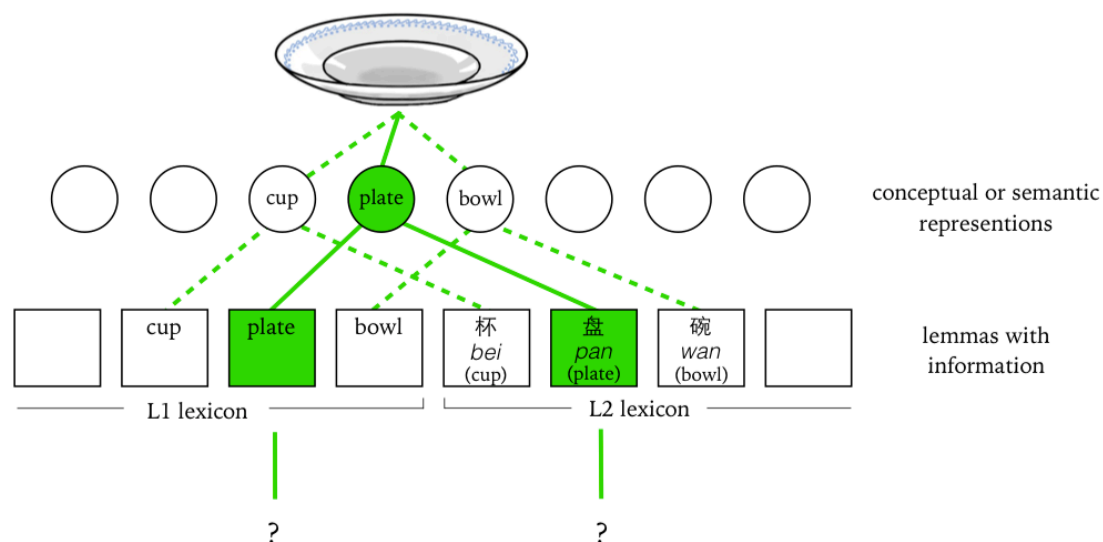 cup
plate
bowl
conceptual or semantic
representions
cup
plate
bowl
杯
bei
(cup)
盘
pan
(plate)
碗
wan
(bowl)
lemmas with
information
L1 lexicon
L2 lexicon
?
?